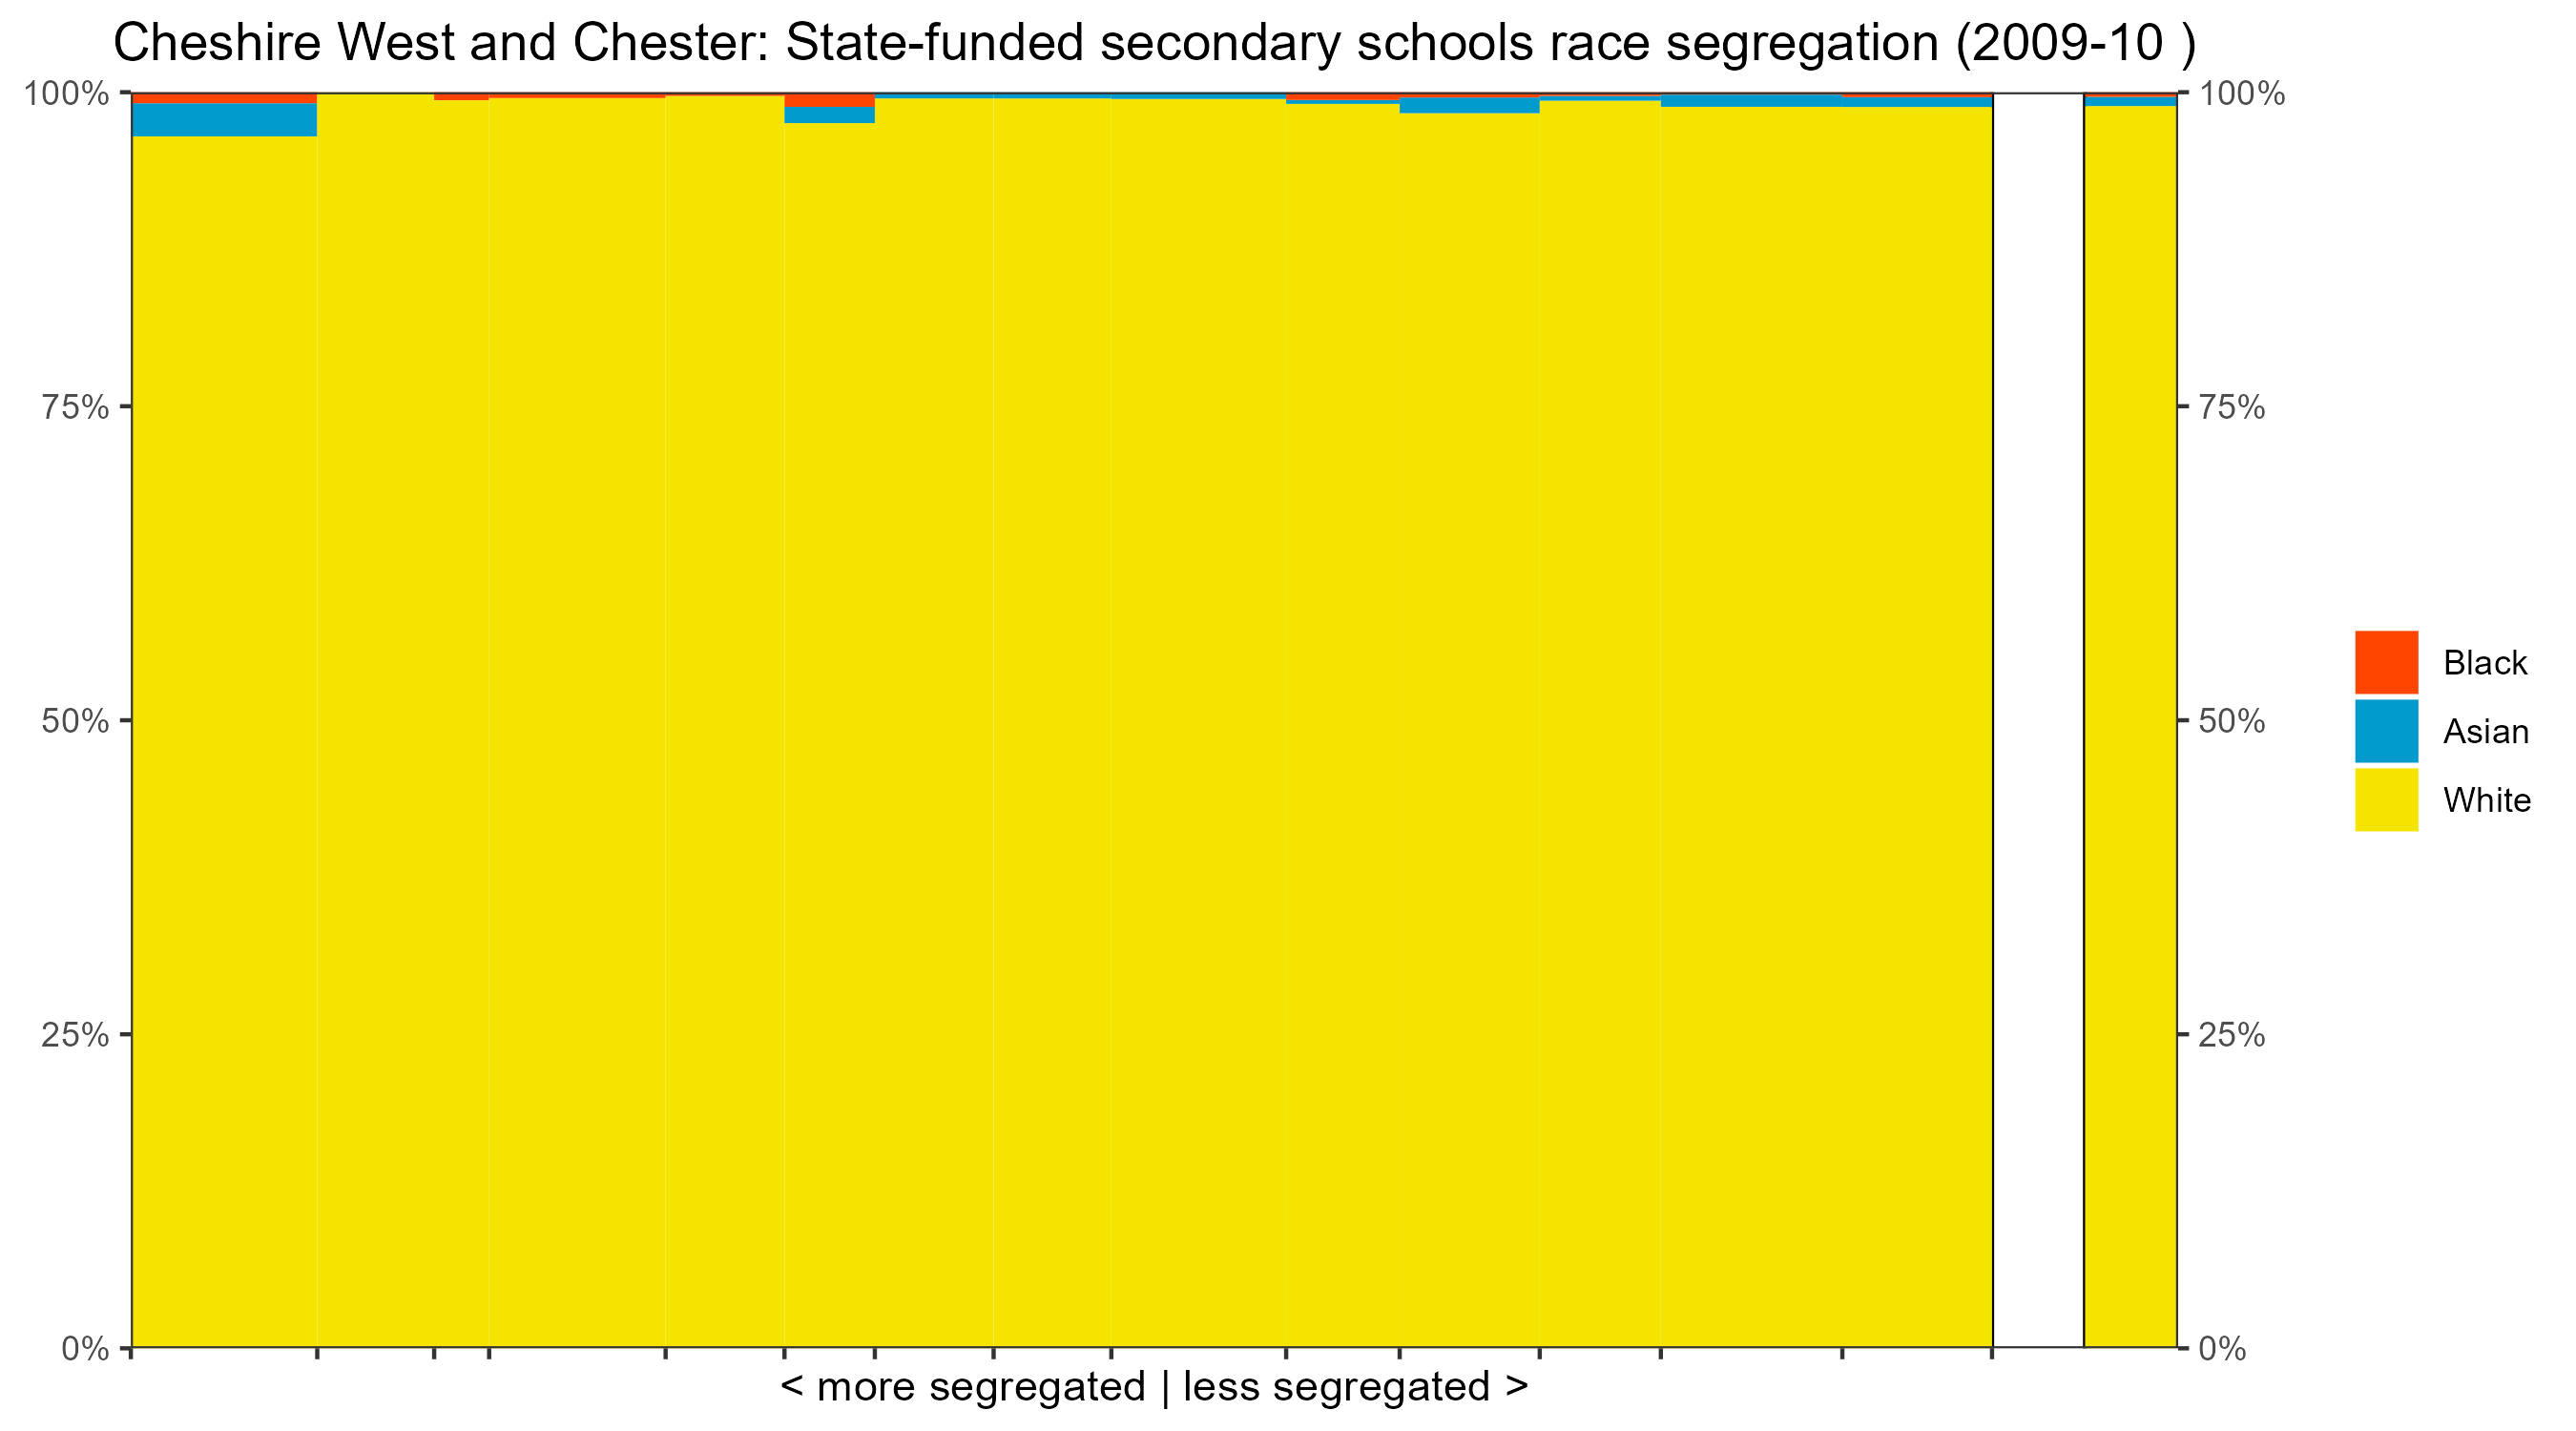 Cheshire West and Chester: State-funded secondary schools race segregation (2009-10 )
100%
75%
50%
25%
0%
100%
75%
50%
25%
0%
Black
Asian
White
< more segregated | less segregated >